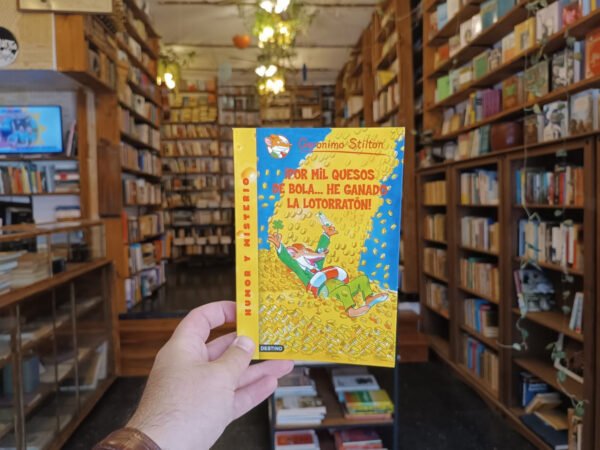 Geronimo Stilton
¡POR MIL QUESOS
DE BOLA... HE GANADO
LA LOTORRATÓN!
HUMOR Y MISTERIO
DESTINO